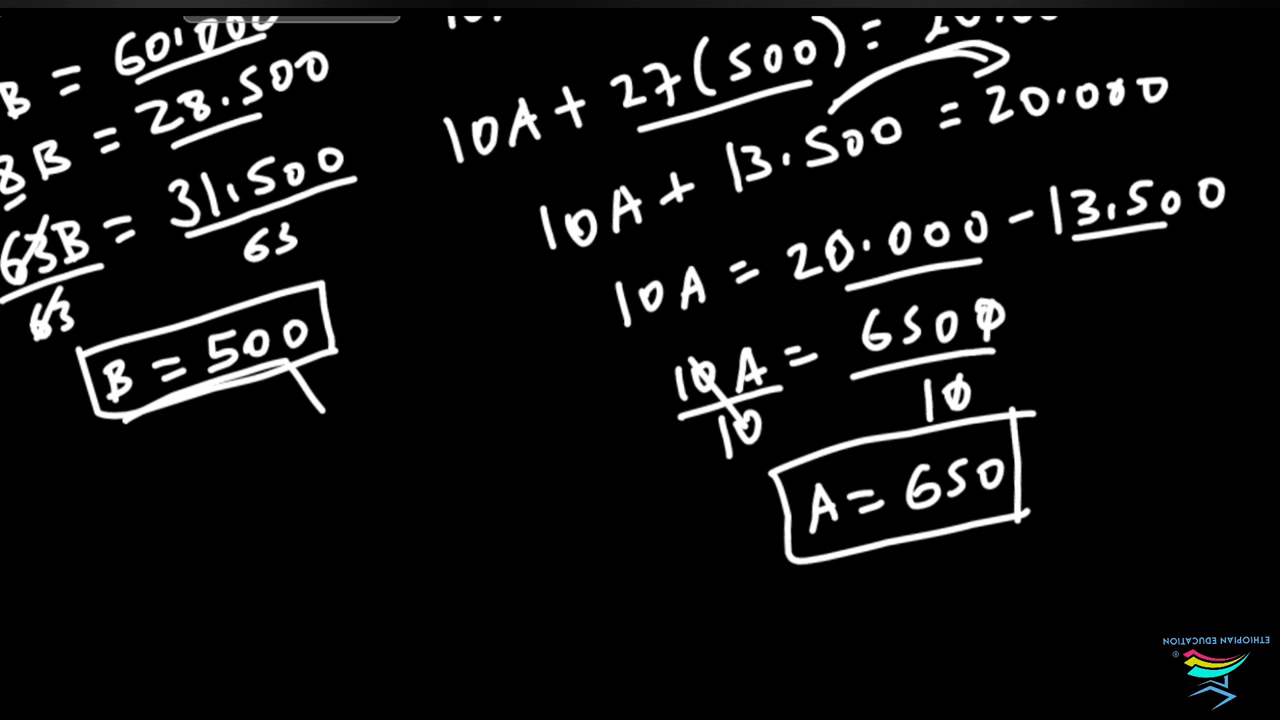 B = 60.000
8B = 28.500
63B = 31.500
63 63
B = 500
10A + 27(500) = 20.
10A + 13.500 = 20.000
10A = 20.000 - 13.500
10A = 6500
10 10
A = 650
ETHIOPIAN EDUCATION
®